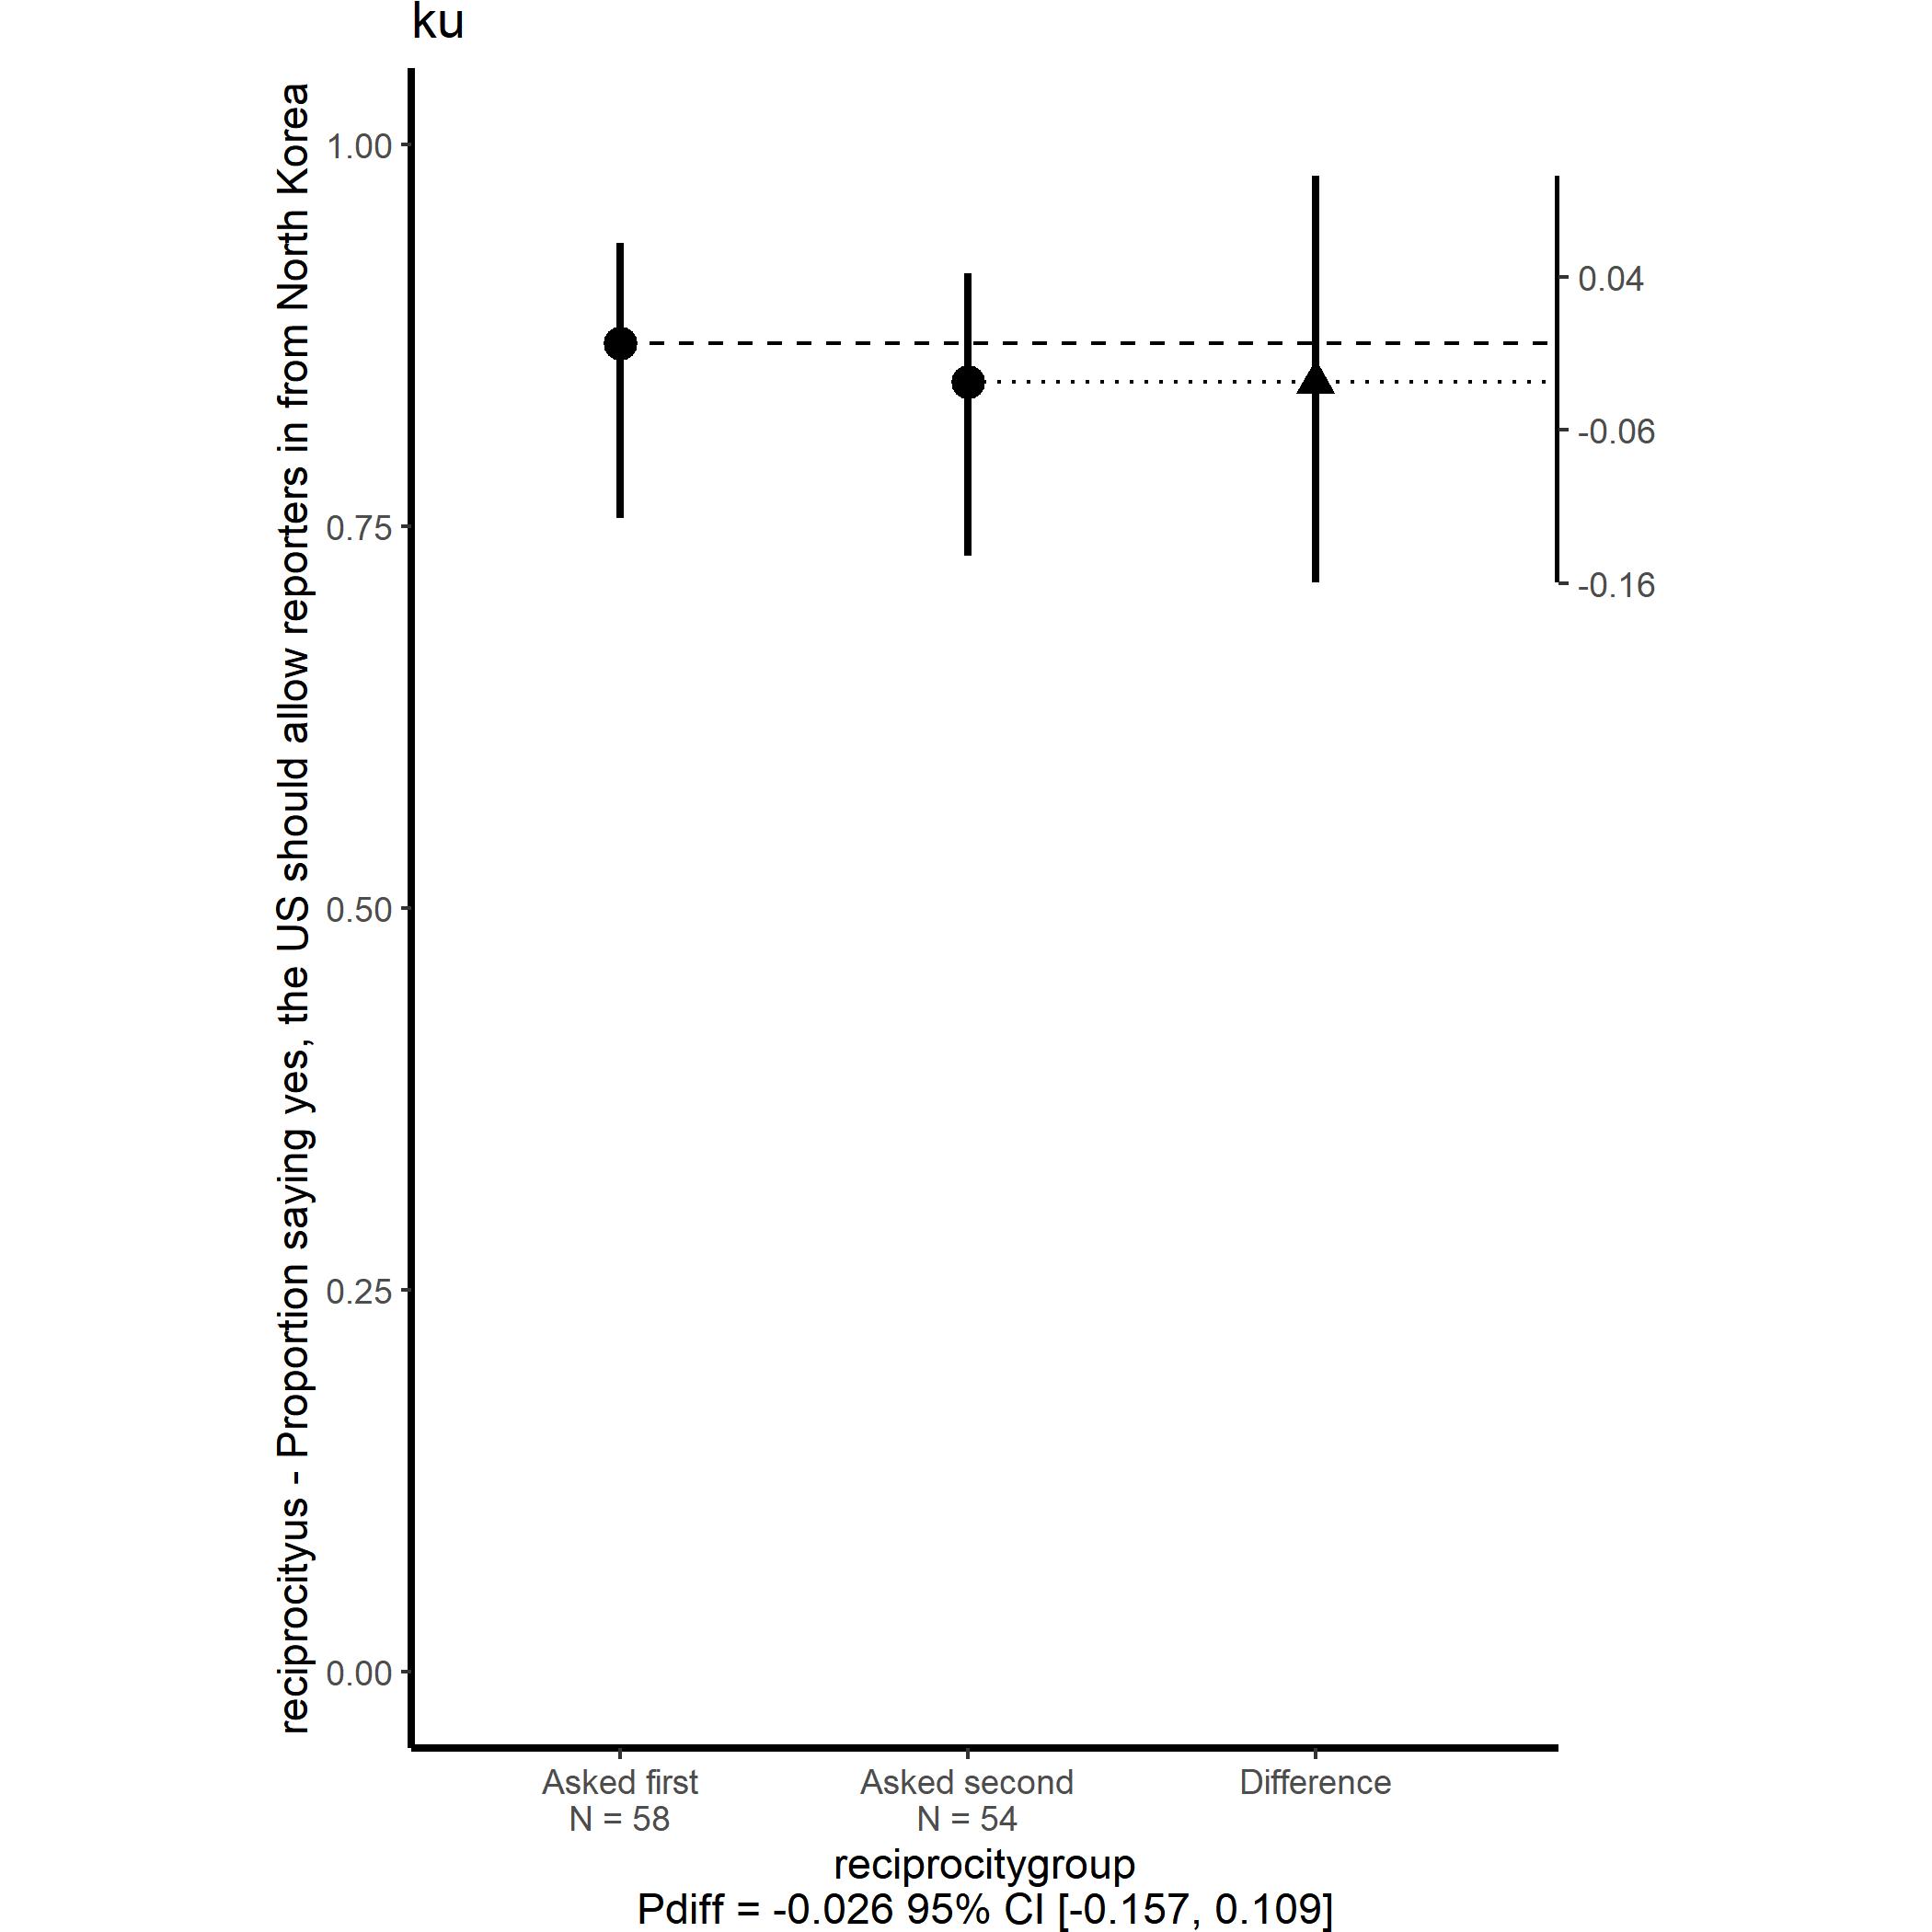 ku
reciprocityus - Proportion saying yes, the US should allow reporters in from North Korea
1.00
0.75
0.50
0.25
0.00
0.04
-0.06
-0.16
Asked first
N = 58
Asked second
N = 54
Difference
reciprocitygroup
Pdiff = -0.026 95% CI [-0.157, 0.109]